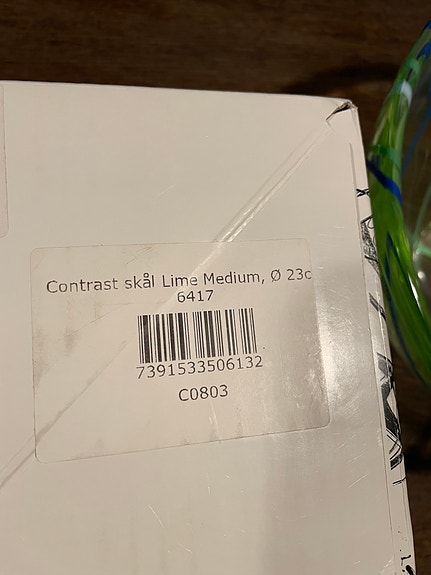 Contrast skål Lime Medium, Ø 23c
6417
7391533506132
C0803